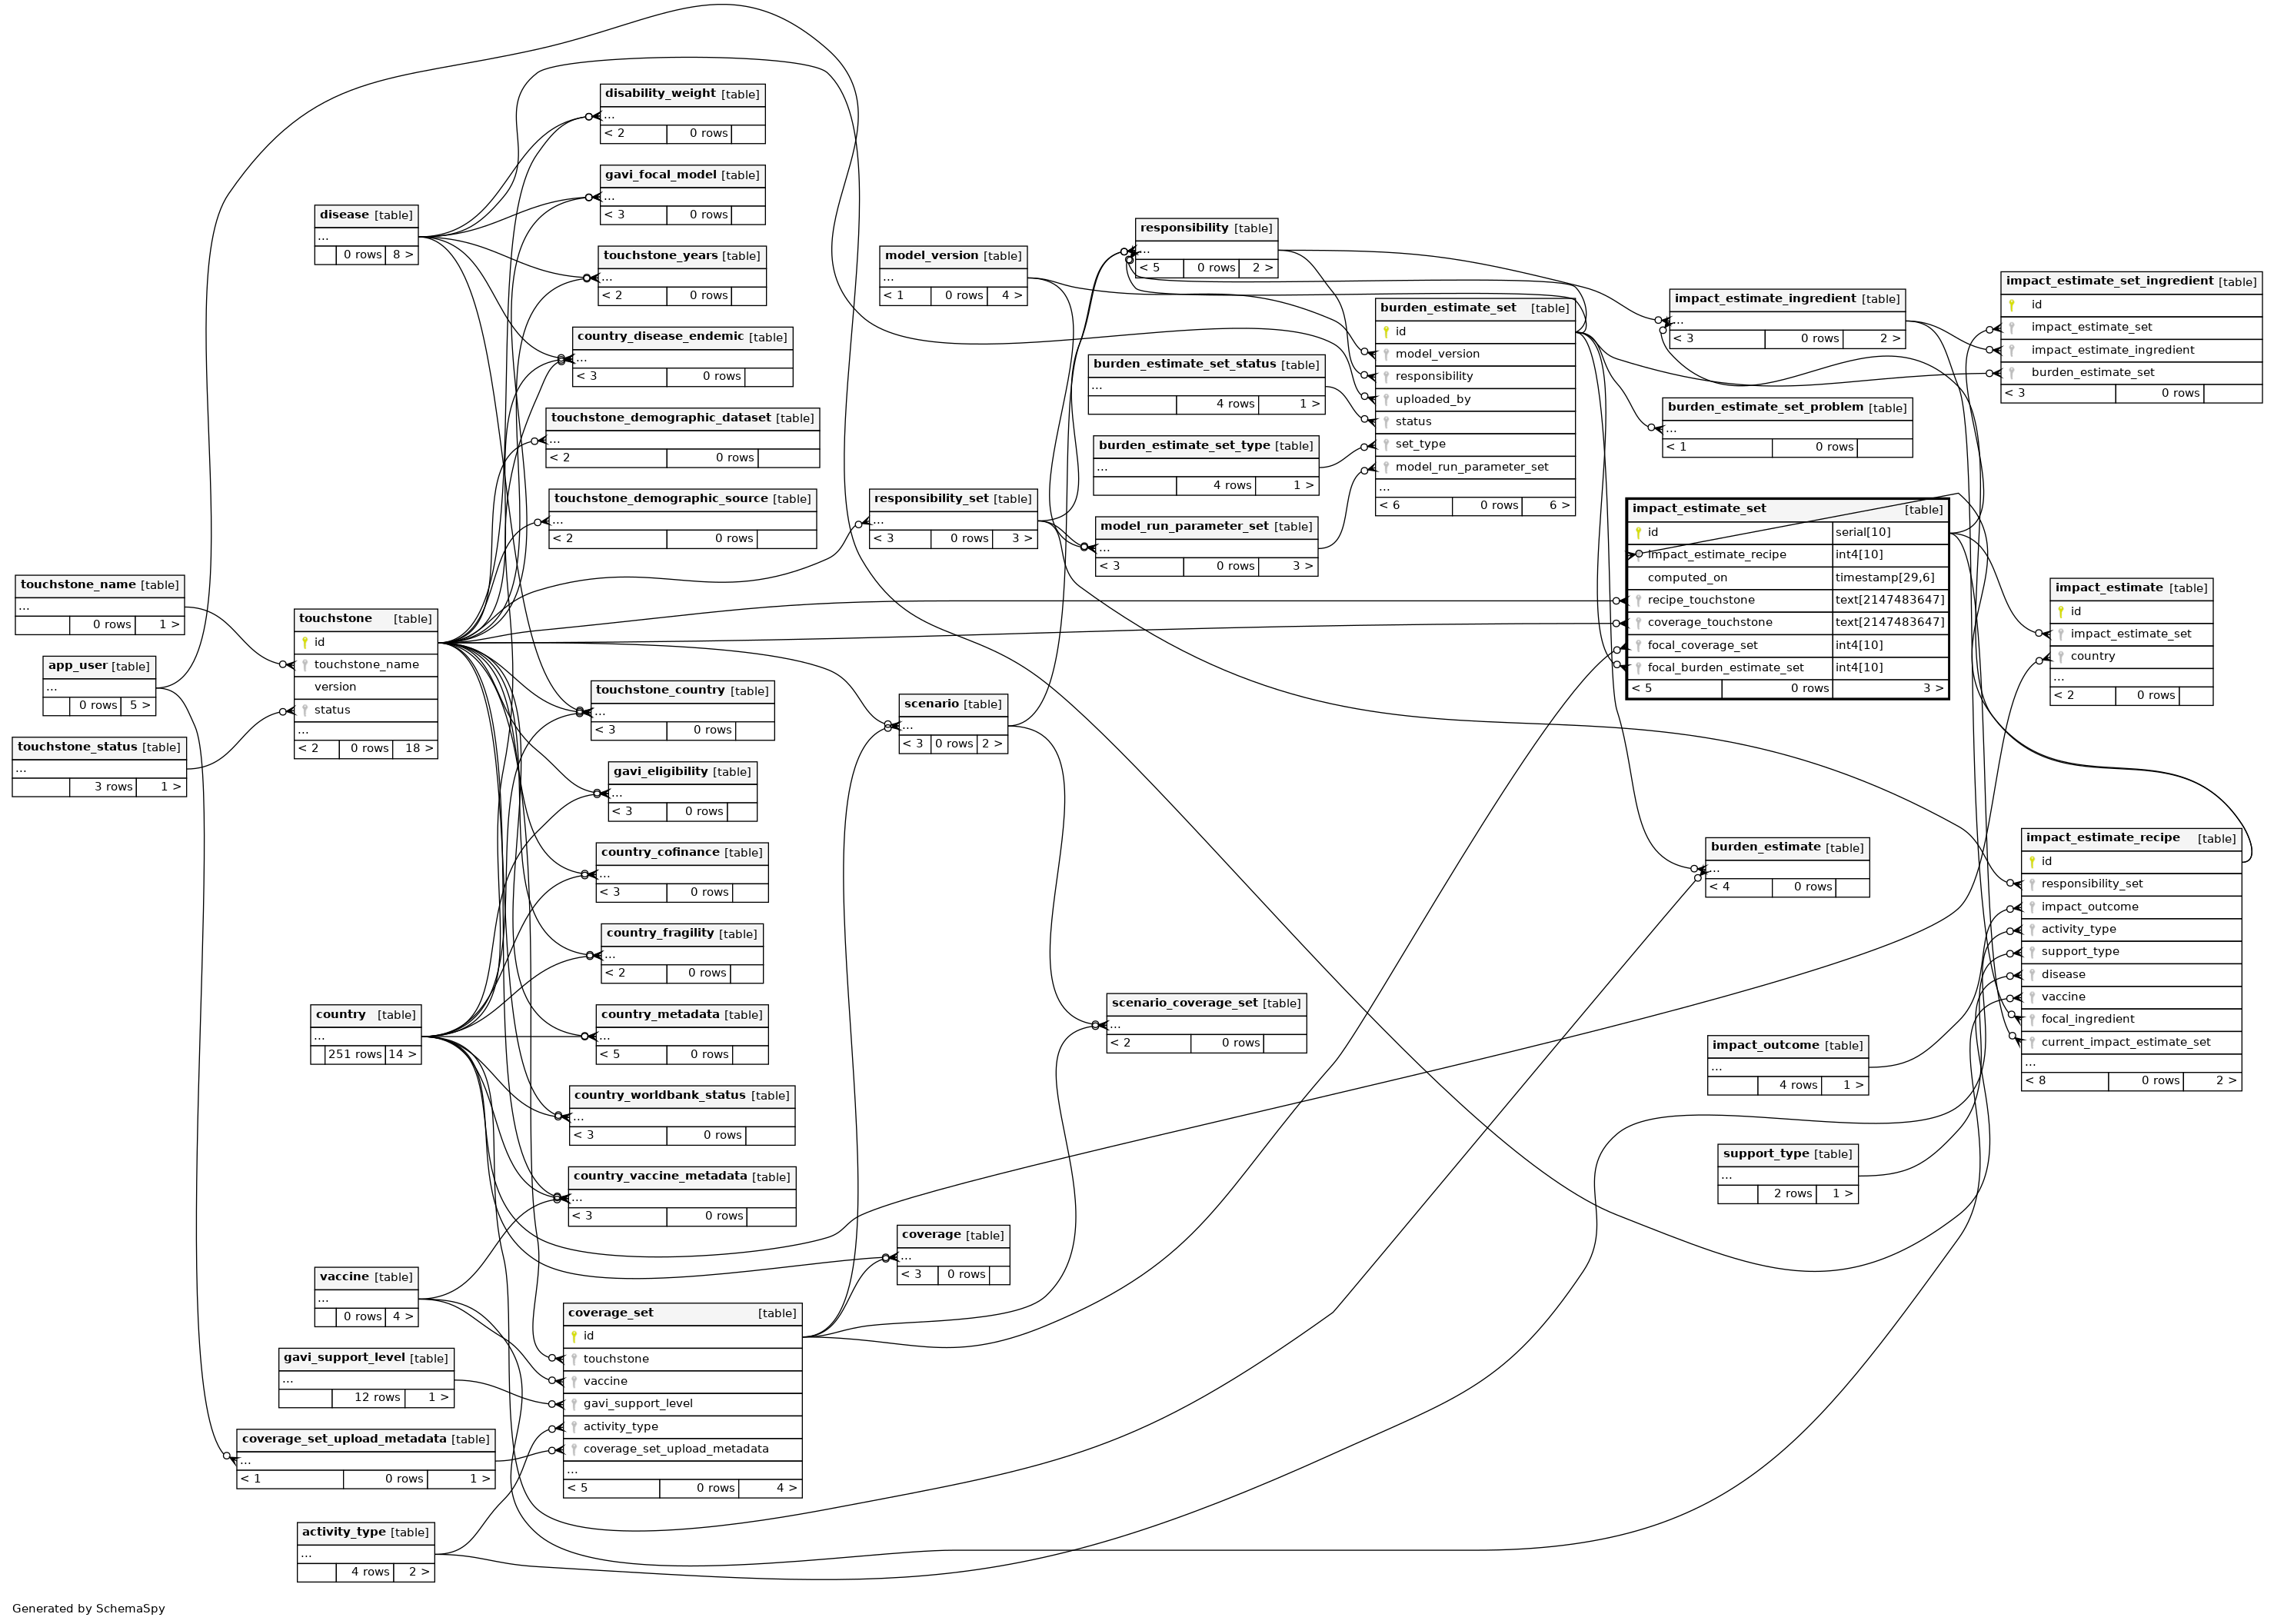 disability_weight [table]
...
< 2 0 rows
gavi_focal_model [table]
...
< 3 0 rows
disease [table]
...
0 rows 8 >
touchstone_years [table]
...
< 2 0 rows
country_disease_endemic [table]
...
< 3 0 rows
touchstone_demographic_dataset [table]
...
< 2 0 rows
touchstone_demographic_source [table]
...
< 2 0 rows
model_version [table]
...
< 1 0 rows 4 >
responsibility [table]
...
< 5 0 rows 2 >
responsibility_set [table]
...
< 3 0 rows 3 >
burden_estimate_set_status [table]
...
4 rows 1 >
burden_estimate_set_type [table]
...
4 rows 1 >
model_run_parameter_set [table]
...
< 3 0 rows 3 >
burden_estimate_set [table]
id
model_version
responsibility
uploaded_by
status
set_type
model_run_parameter_set
...
< 6 0 rows 6 >
impact_estimate_ingredient [table]
...
< 3 0 rows 2 >
burden_estimate_set_problem [table]
...
< 1 0 rows
impact_estimate_set_ingredient [table]
id
impact_estimate_set
impact_estimate_ingredient
burden_estimate_set
< 3 0 rows
impact_estimate_set [table]
id serial[10]
impact_estimate_recipe int4[10]
computed_on timestamp[29,6]
recipe_touchstone text[2147483647]
coverage_touchstone text[2147483647]
focal_coverage_set int4[10]
focal_burden_estimate_set int4[10]
< 5 0 rows 3 >
impact_estimate [table]
id
impact_estimate_set
country
...
< 2 0 rows
touchstone_name [table]
...
0 rows 1 >
app_user [table]
...
0 rows 5 >
touchstone_status [table]
...
3 rows 1 >
touchstone [table]
id
touchstone_name
version
status
...
< 2 0 rows 18 >
touchstone_country [table]
...
< 3 0 rows
gavi_eligibility [table]
...
< 3 0 rows
country_cofinance [table]
...
< 3 0 rows
country_fragility [table]
...
< 2 0 rows
country_metadata [table]
...
< 5 0 rows
country_worldbank_status [table]
...
< 3 0 rows
country_vaccine_metadata [table]
...
< 3 0 rows
scenario [table]
...
< 3 0 rows 2 >
burden_estimate [table]
...
< 4 0 rows
impact_estimate_recipe [table]
id
responsibility_set
impact_outcome
activity_type
support_type
disease
vaccine
focal_ingredient
current_impact_estimate_set
...
< 8 0 rows 2 >
country [table]
...
251 rows 14 >
scenario_coverage_set [table]
...
< 2 0 rows
impact_outcome [table]
...
4 rows 1 >
support_type [table]
...
2 rows 1 >
coverage [table]
...
< 3 0 rows
vaccine [table]
...
0 rows 4 >
gavi_support_level [table]
...
12 rows 1 >
coverage_set_upload_metadata [table]
...
< 1 0 rows 1 >
coverage_set [table]
id
touchstone
vaccine
gavi_support_level
activity_type
coverage_set_upload_metadata
...
< 5 0 rows 4 >
activity_type [table]
...
4 rows 2 >
Generated by SchemaSpy